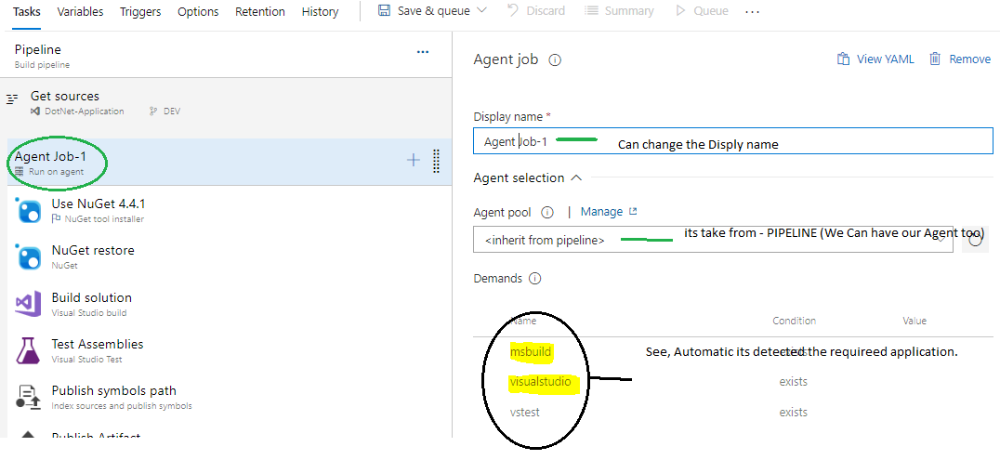 Tasks Variables Triggers Options Retention History Save & queue Discard Summary Queue ...
Pipeline ...
Build pipeline
Get sources
DotNet-Application DEV
Agent Job-1
Run on agent
Use NuGet 4.4.1
NuGet tool installer
NuGet restore
NuGet
Build solution
Visual Studio build
Test Assemblies
Visual Studio Test
Publish symbols path
Index sources and publish symbols
Publish Artifact
Agent job View YAML Remove
Display name *
Agent Job-1 Can change the Disply name
Agent selection
Agent pool | Manage
<inherit from pipeline> its take from - PIPELINE (We Can have our Agent too)
Demands
Name Condition Value
msbuild exists See, Automatic its detected the requireed application.
visualstudio exists
vstest exists